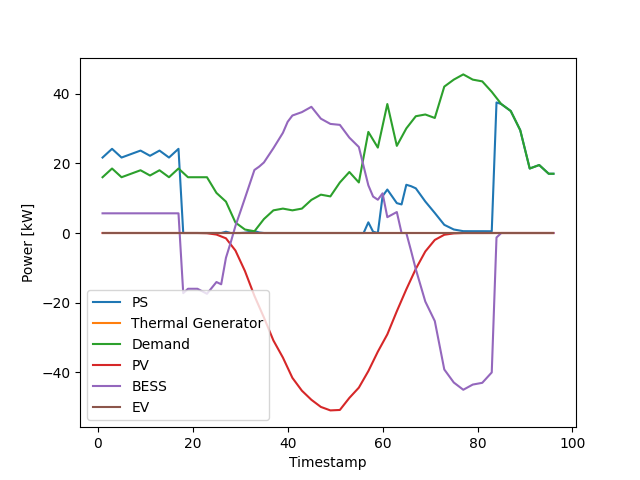 Power [kW]
40
20
0
−20
−40
PS
Thermal Generator
Demand
PV
BESS
EV
0 20 40 60 80 100
Timestamp